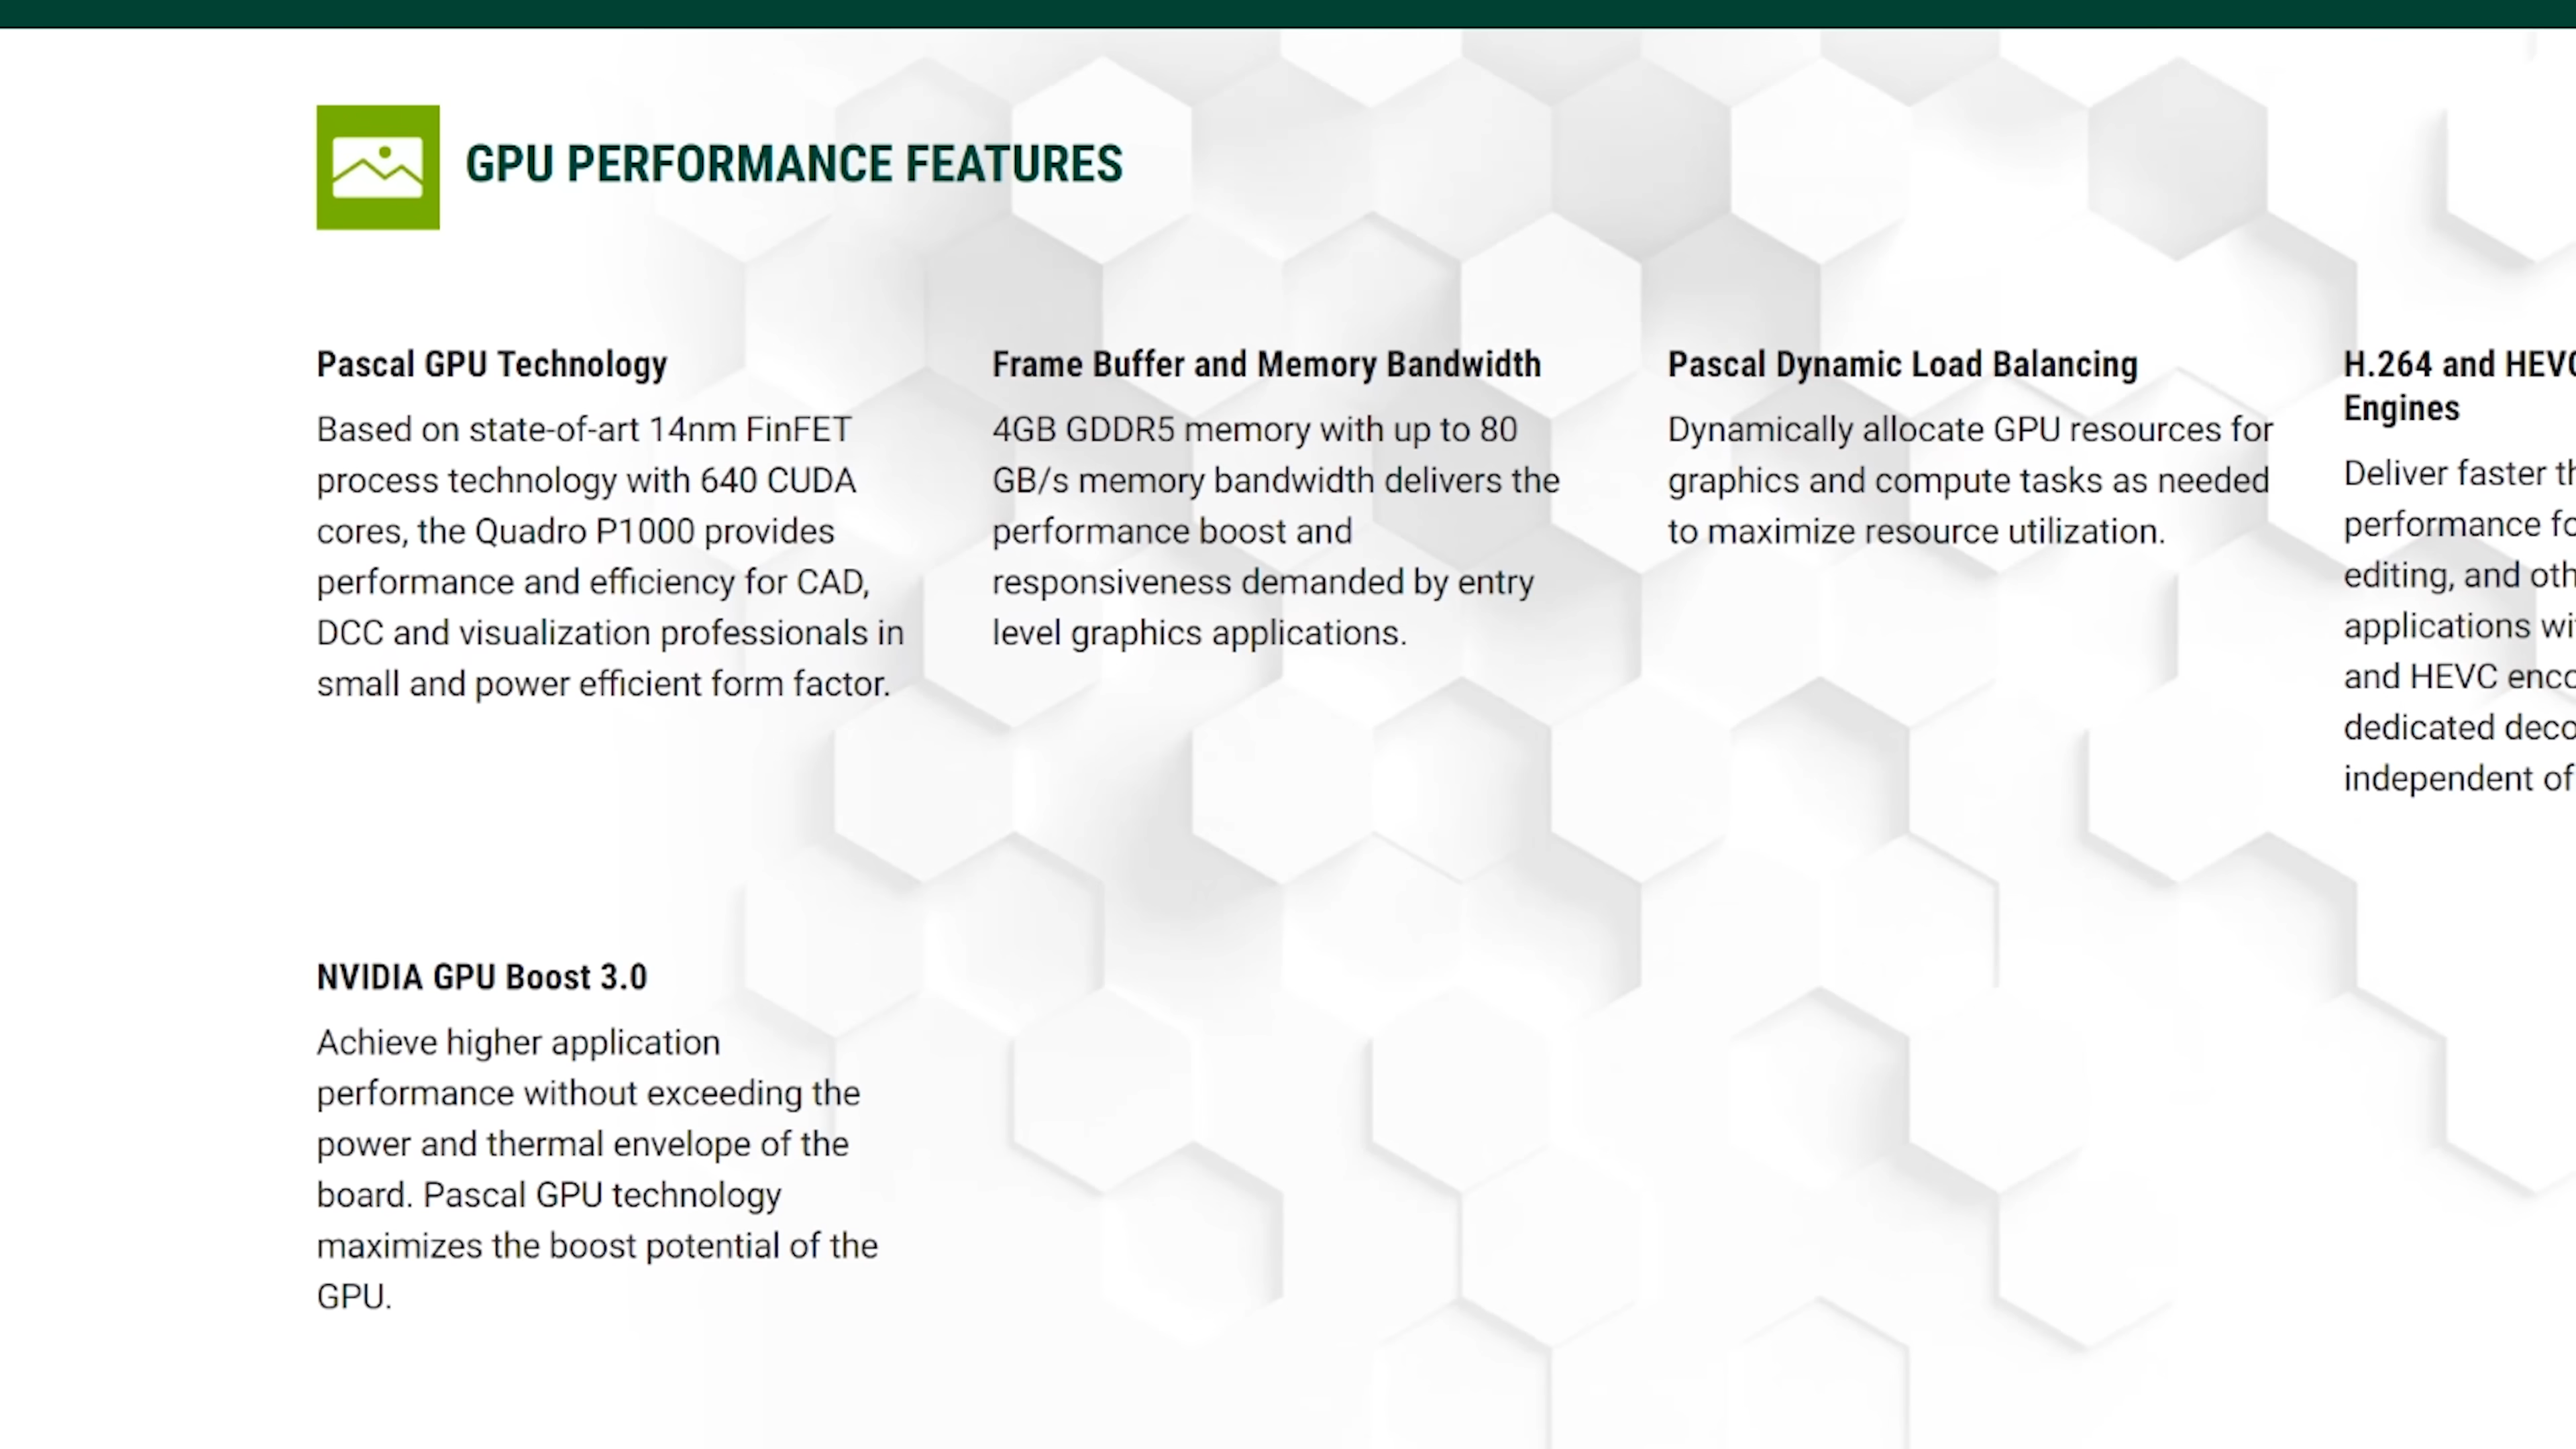 GPU PERFORMANCE FEATURES
Pascal GPU Technology
Based on state-of-art 14nm FinFET
process technology with 640 CUDA
cores, the Quadro P1000 provides
performance and efficiency for CAD,
DCC and visualization professionals in
small and power efficient form factor.
Frame Buffer and Memory Bandwidth
4GB GDDR5 memory with up to 80
GB/s memory bandwidth delivers the
performance boost and
responsiveness demanded by entry
level graphics applications.
Pascal Dynamic Load Balancing
Dynamically allocate GPU resources for
graphics and compute tasks as needed
to maximize resource utilization.
H.264 and
Engines
Deliver faster
performance
editing, and
applications
and HEVC
dedicated
independent of
NVIDIA GPU Boost 3.0
Achieve higher application
performance without exceeding the
power and thermal envelope of the
board. Pascal GPU technology
maximizes the boost potential of the
GPU.